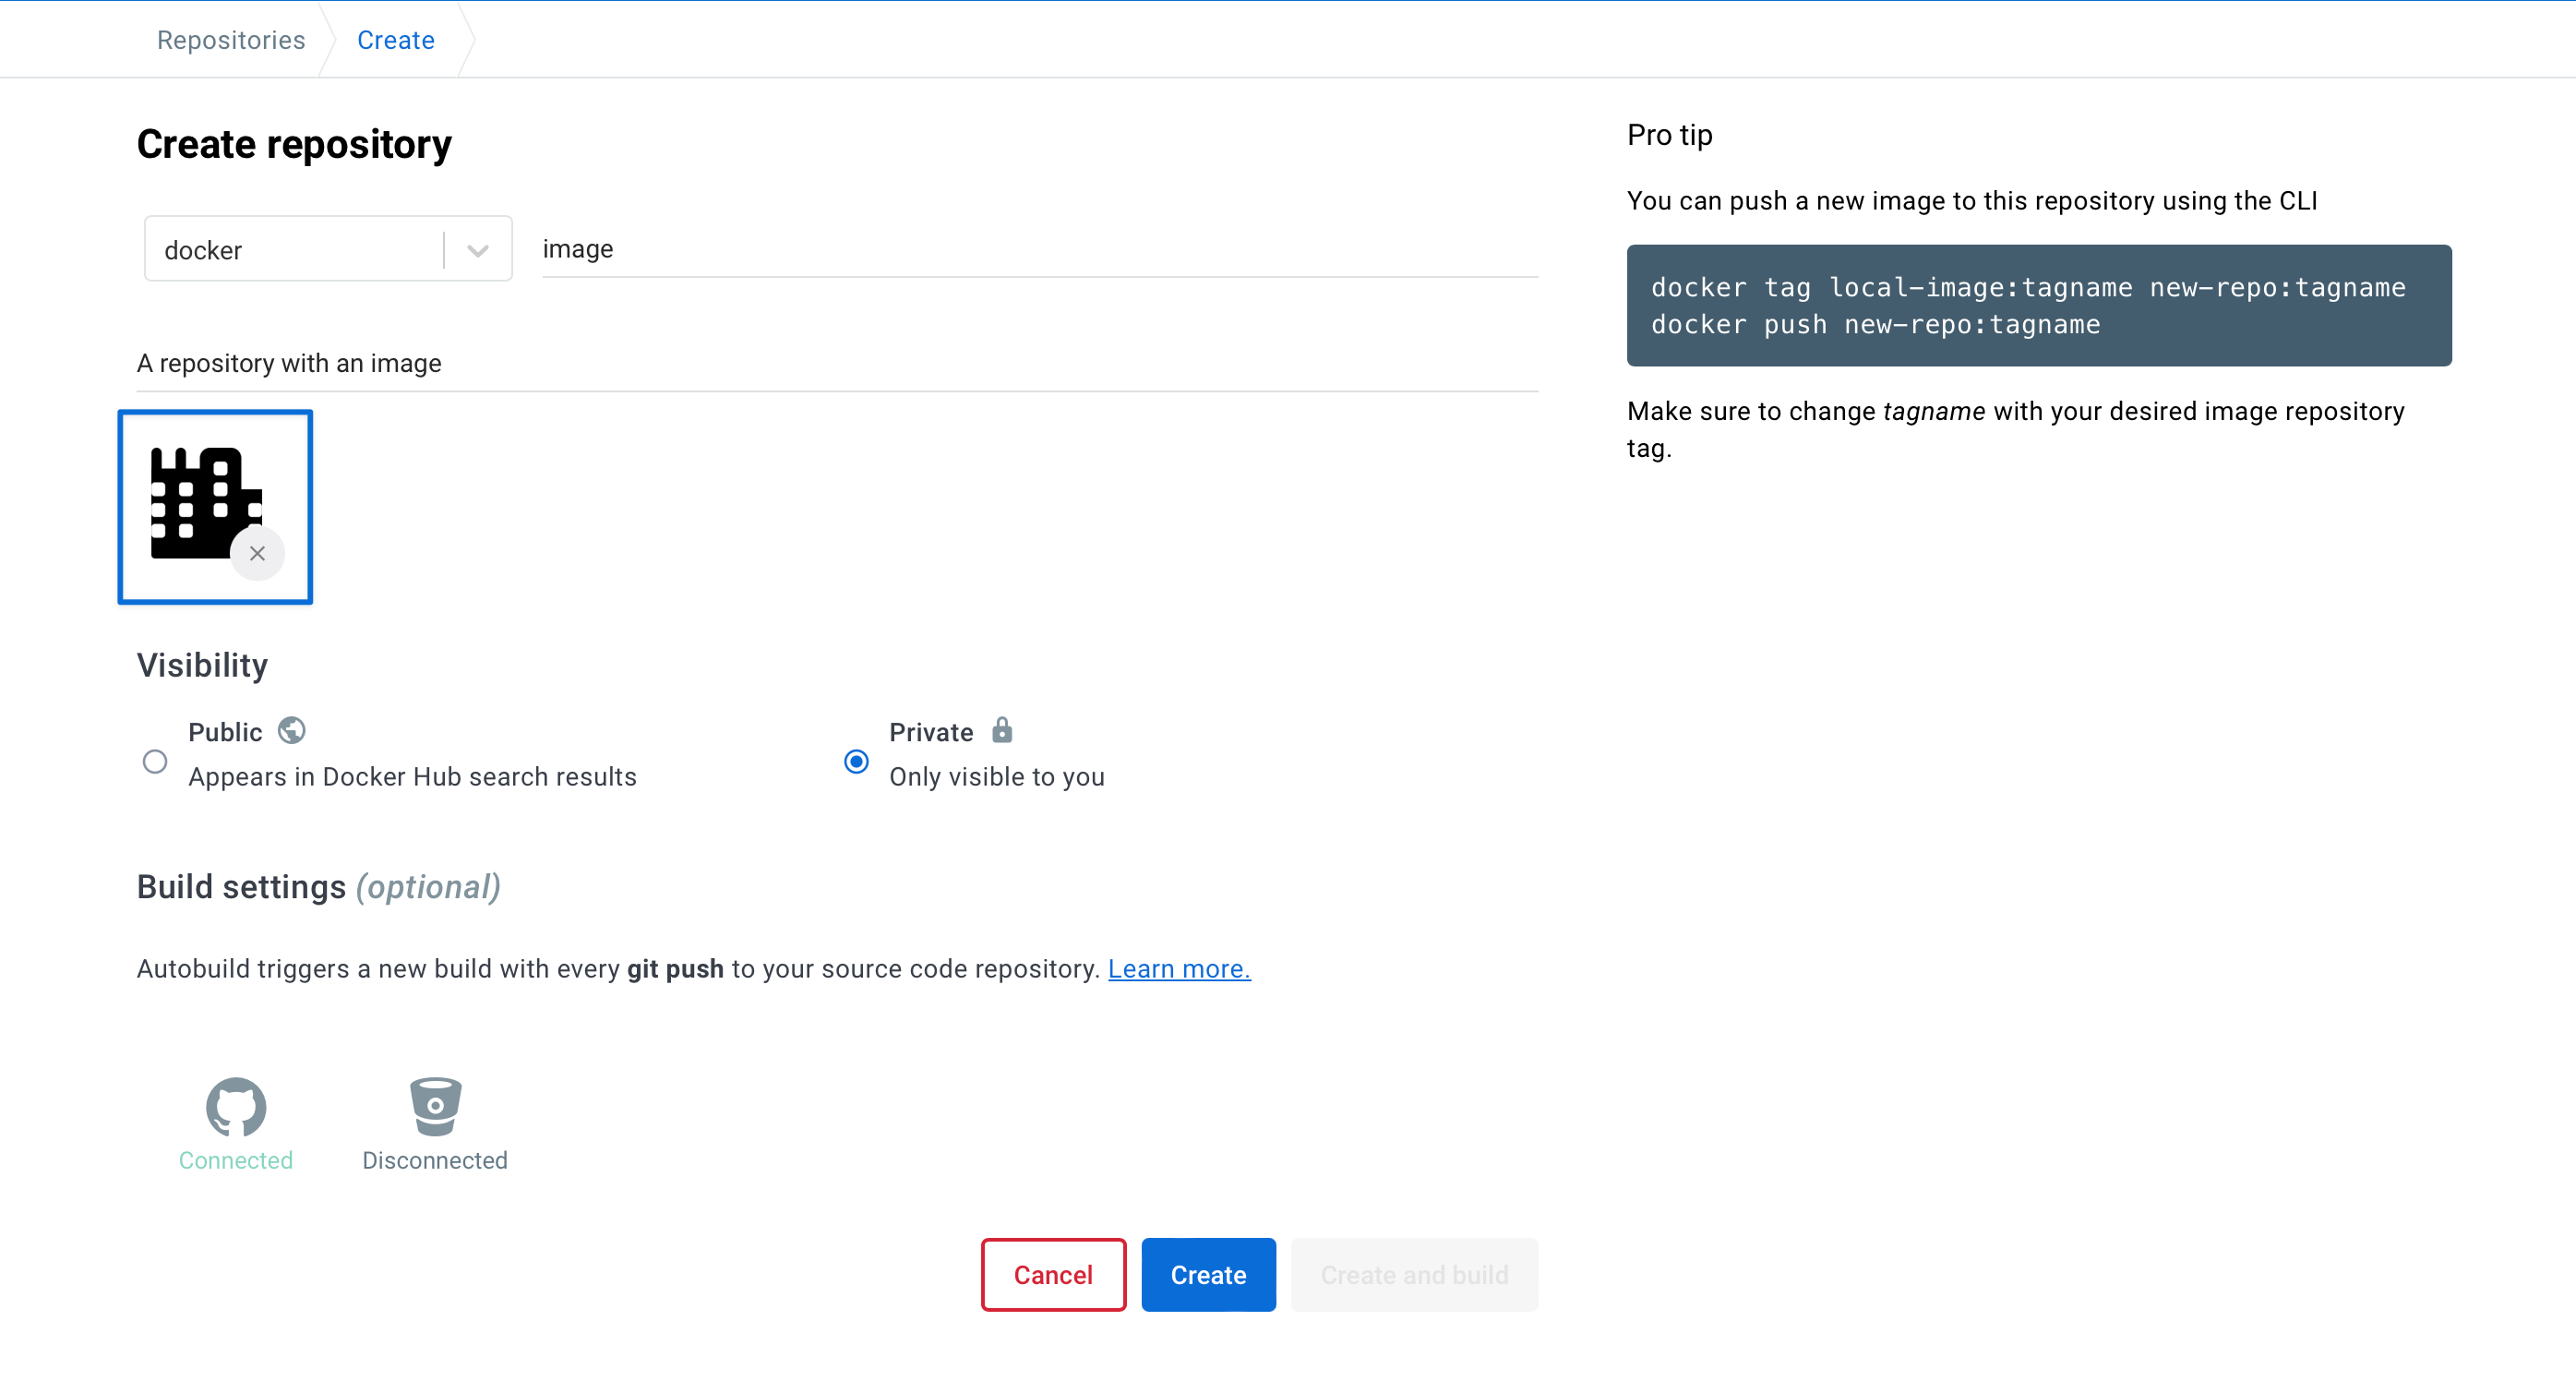 Repositories
Create
Create repository
docker
image
A repository with an image
Visibility
Public
Appears in Docker Hub search results
Private
Only visible to you
Build settings (optional)
Autobuild triggers a new build with every git push to your source code repository. Learn more.
Connected
Disconnected
Cancel
Create
Create and build
Pro tip
You can push a new image to this repository using the CLI
docker tag local-image:tagname new-repo:tagname
docker push new-repo:tagname
Make sure to change tagname with your desired image repository
tag.